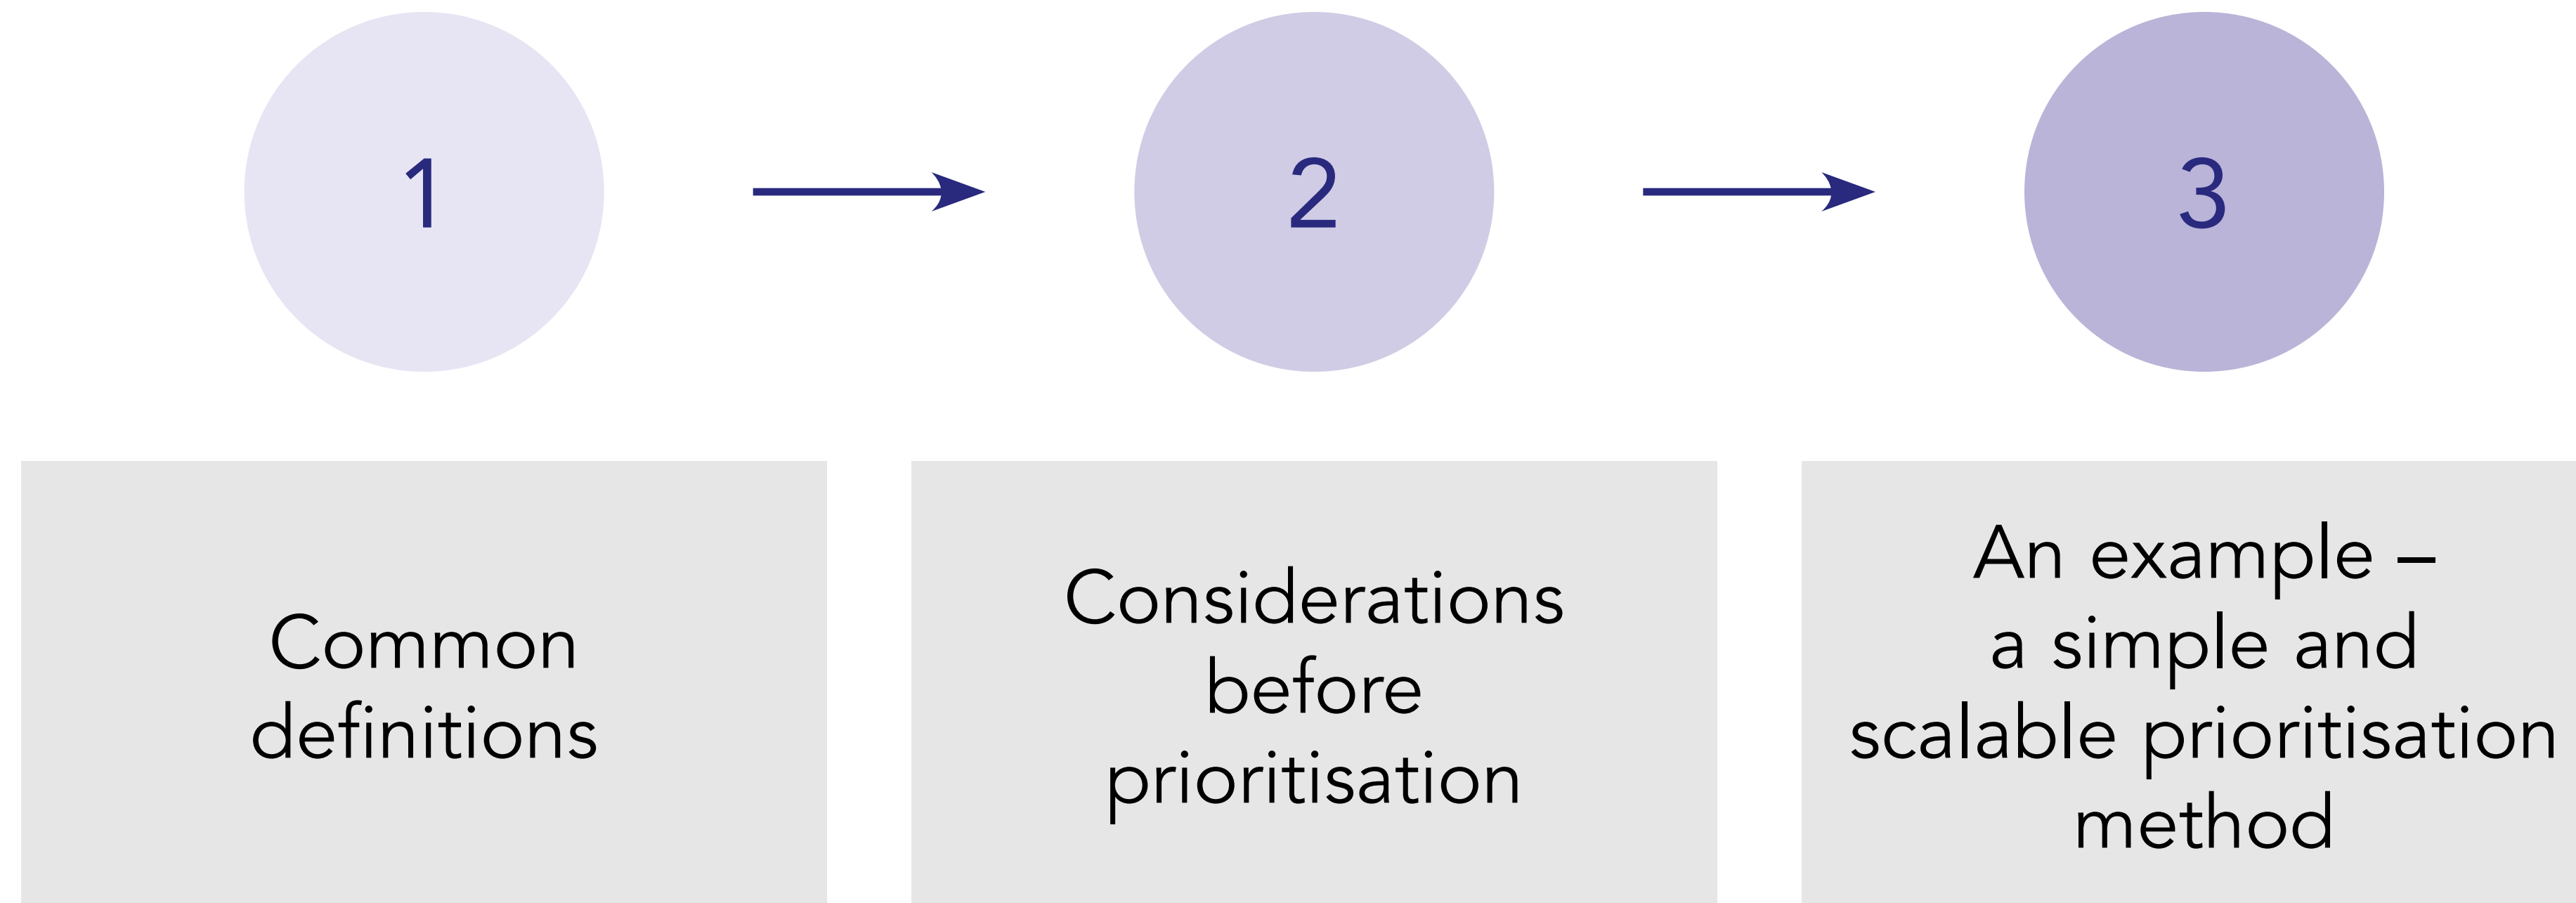 1
2
3
Common
definitions
Considerations
before
prioritisation
An example –
a simple and
scalable prioritisation
method